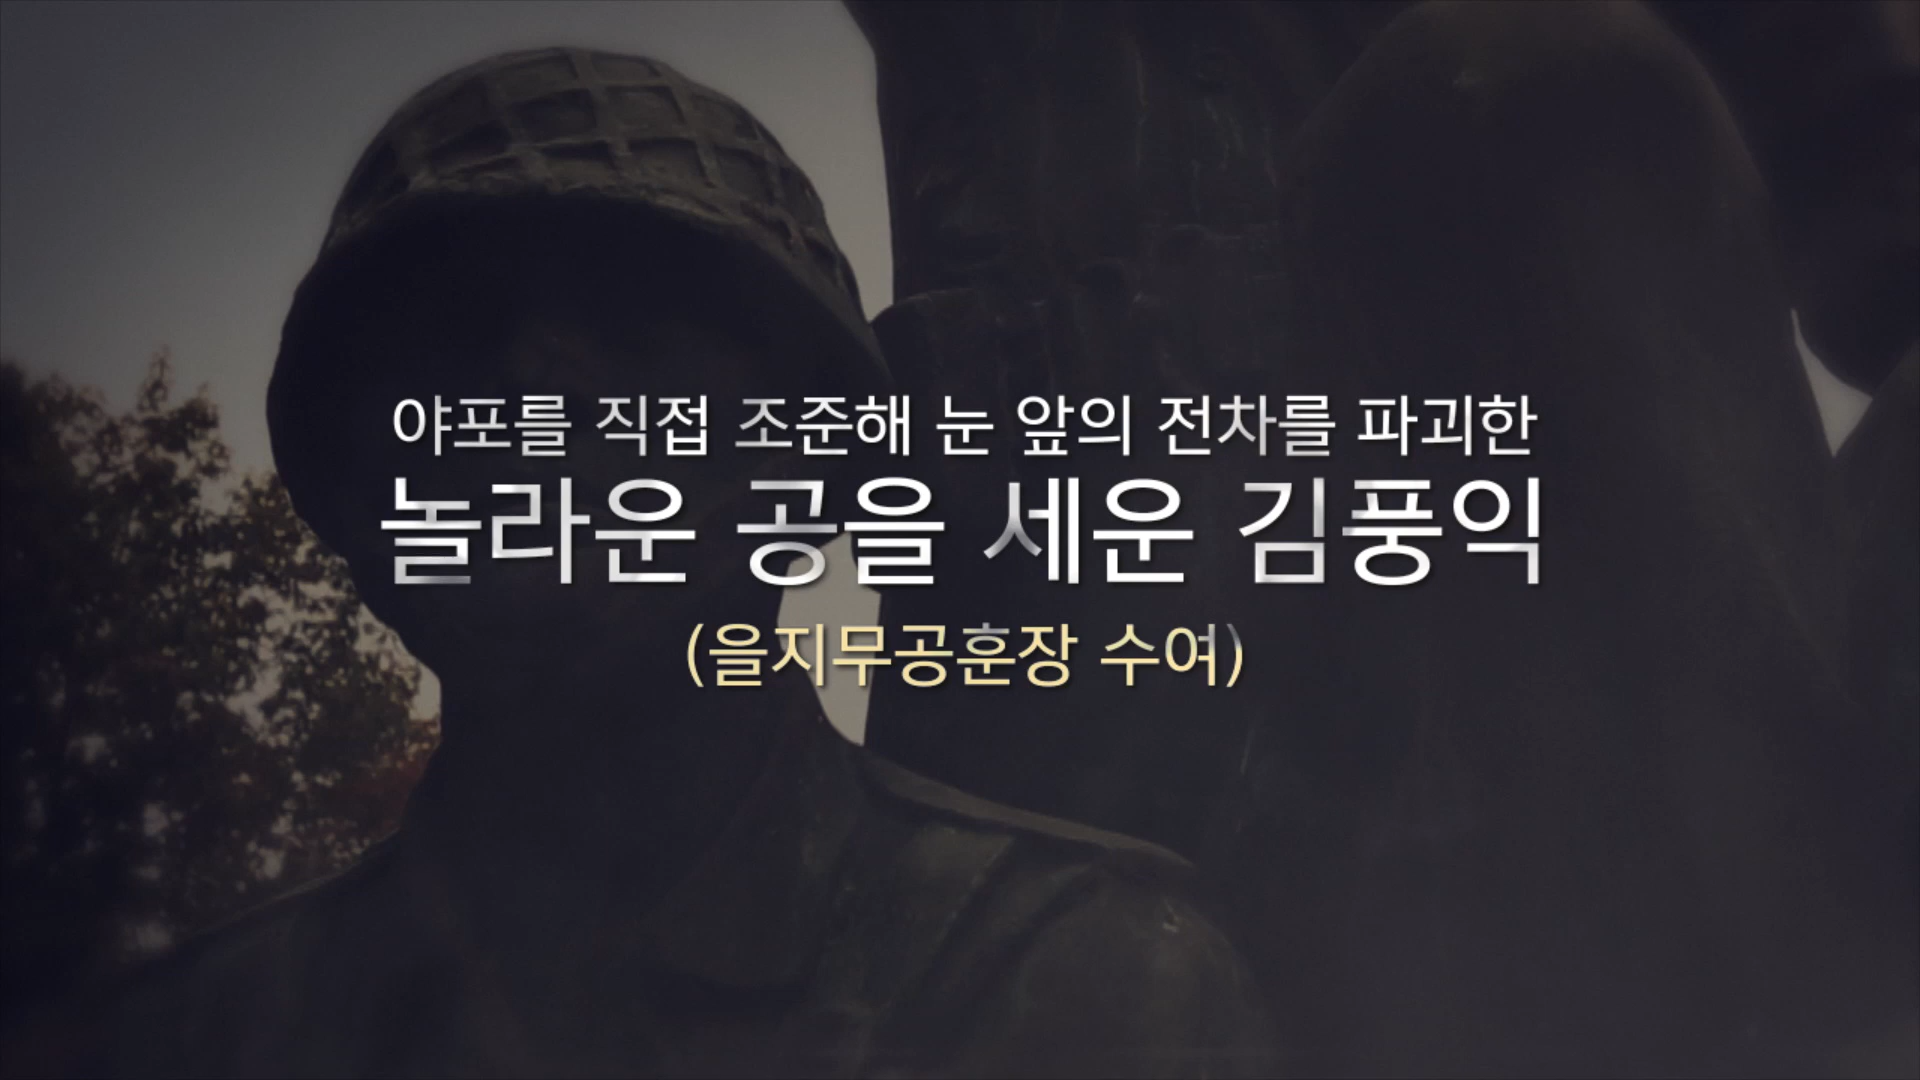 야포를 직접 조준해 눈 앞의 전차를 파괴한
놀라운 공을 세운 김풍익
(을지무공훈장 수여)